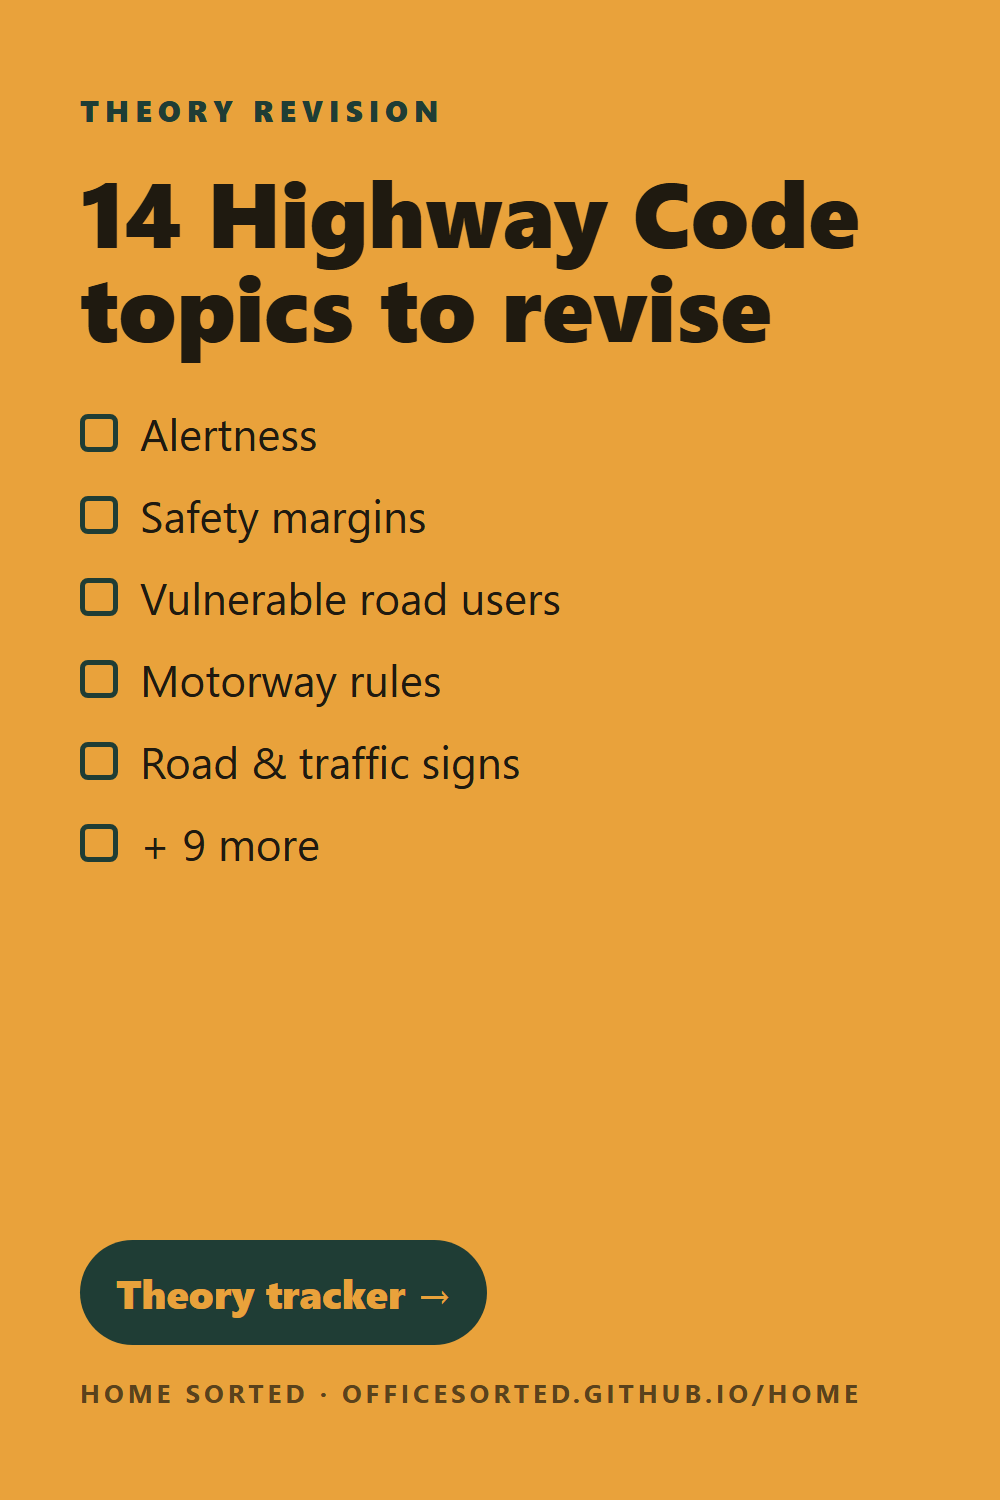 THEORY REVISION
14 Highway Code
topics to revise
Alertness
Safety margins
Vulnerable road users
Motorway rules
Road & traffic signs
+ 9 more
Theory tracker →
HOME SORTED · OFFICESORTED.GITHUB.IO/HOME